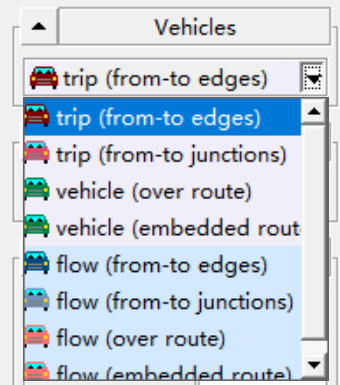 Vehicles
trip (from-to edges)
trip (from-to edges)
trip (from-to junctions)
vehicle (over route)
vehicle (embedded rout
flow (from-to edges)
flow (from-to junctions)
flow (over route)
flow (embedded route)